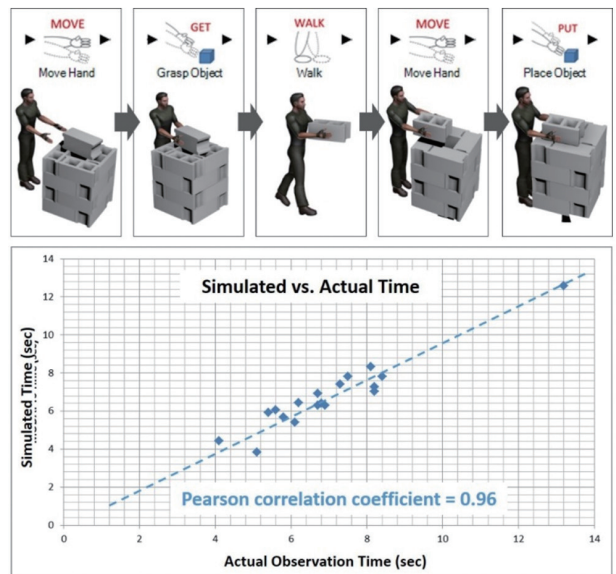 MOVE
GET
WALK
MOVE
PUT
Move Hand
Grasp Object
Walk
Move Hand
Place Object
Simulated vs. Actual Time
Simulated Time (sec)
14
12
10
8
6
4
2
0
Pearson correlation coefficient = 0.96
0 2 4 6 8 10 12 14
Actual Observation Time (sec)